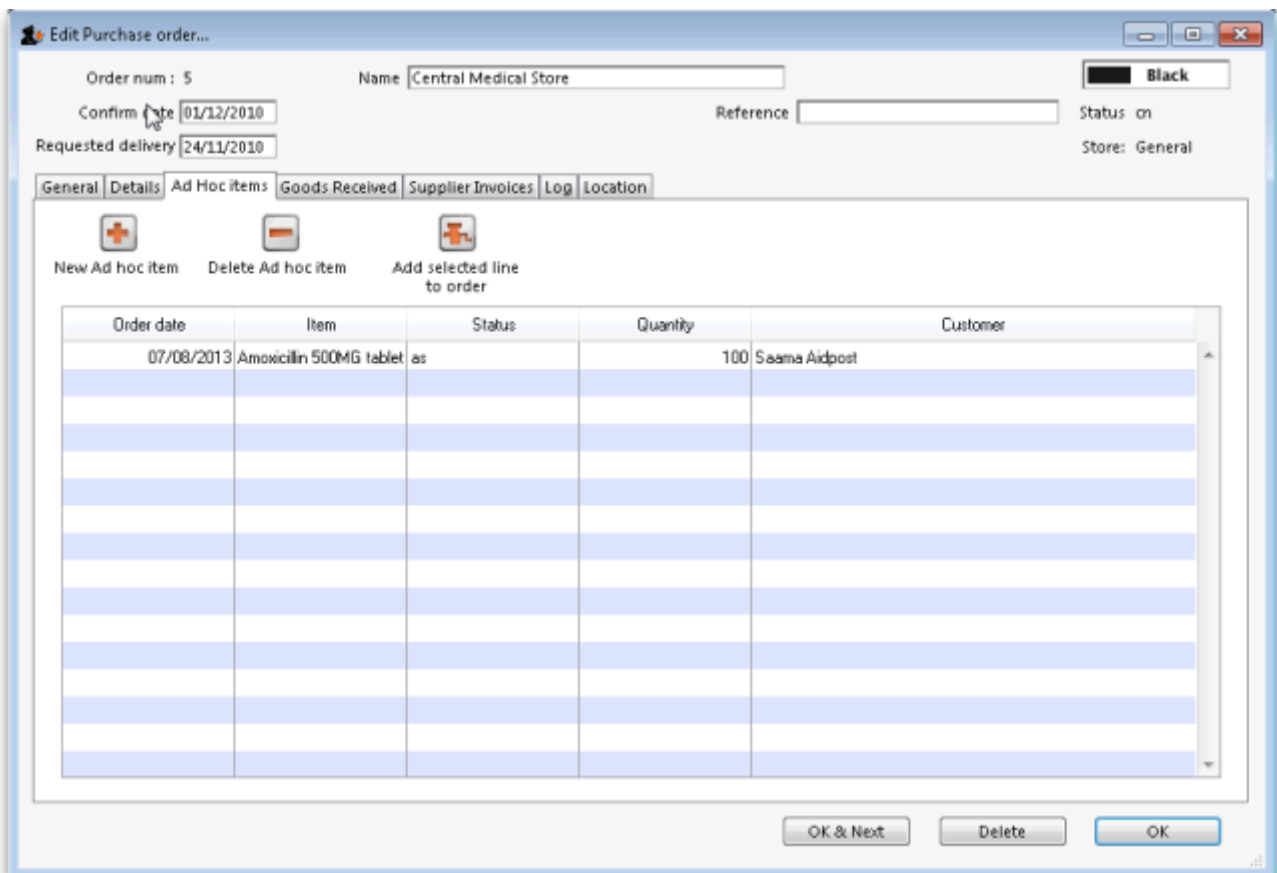 Edit Purchase order...
Order num : 5 Name Central Medical Store Black
Confirm date 01/12/2010 Reference Status cn
Requested delivery 24/11/2010 Store: General
General Details Ad Hoc items Goods Received Supplier Invoices Log Location
New Ad hoc item Delete Ad hoc item Add selected line
to order
Order date Item Status Quantity Customer
07/08/2013 Amoxicillin 500MG tablet as 100 Saama Aidpost
OK & Next Delete OK